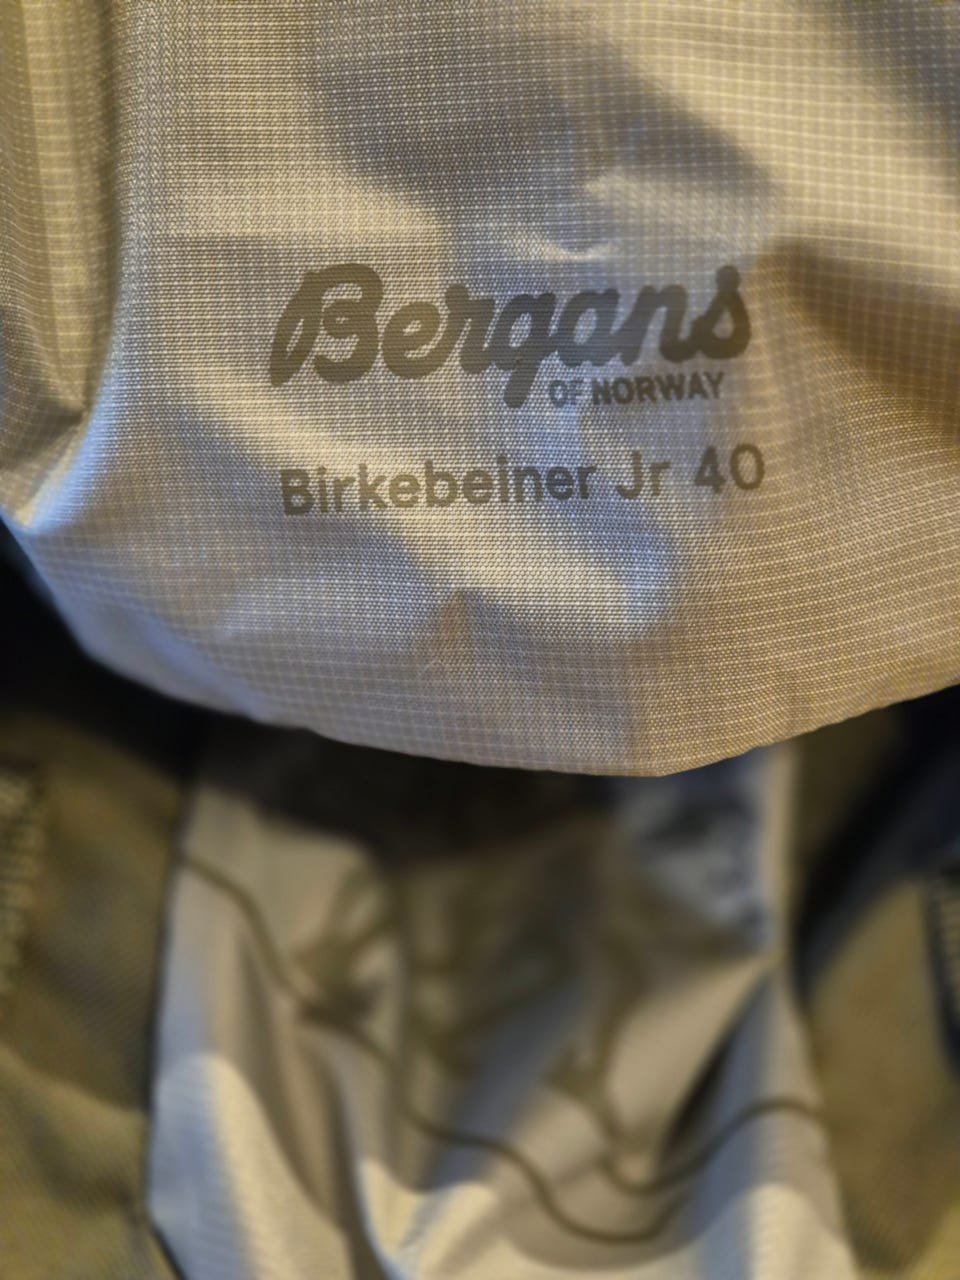 Bergans
OF NORWAY
Birkebeiner Jr 40